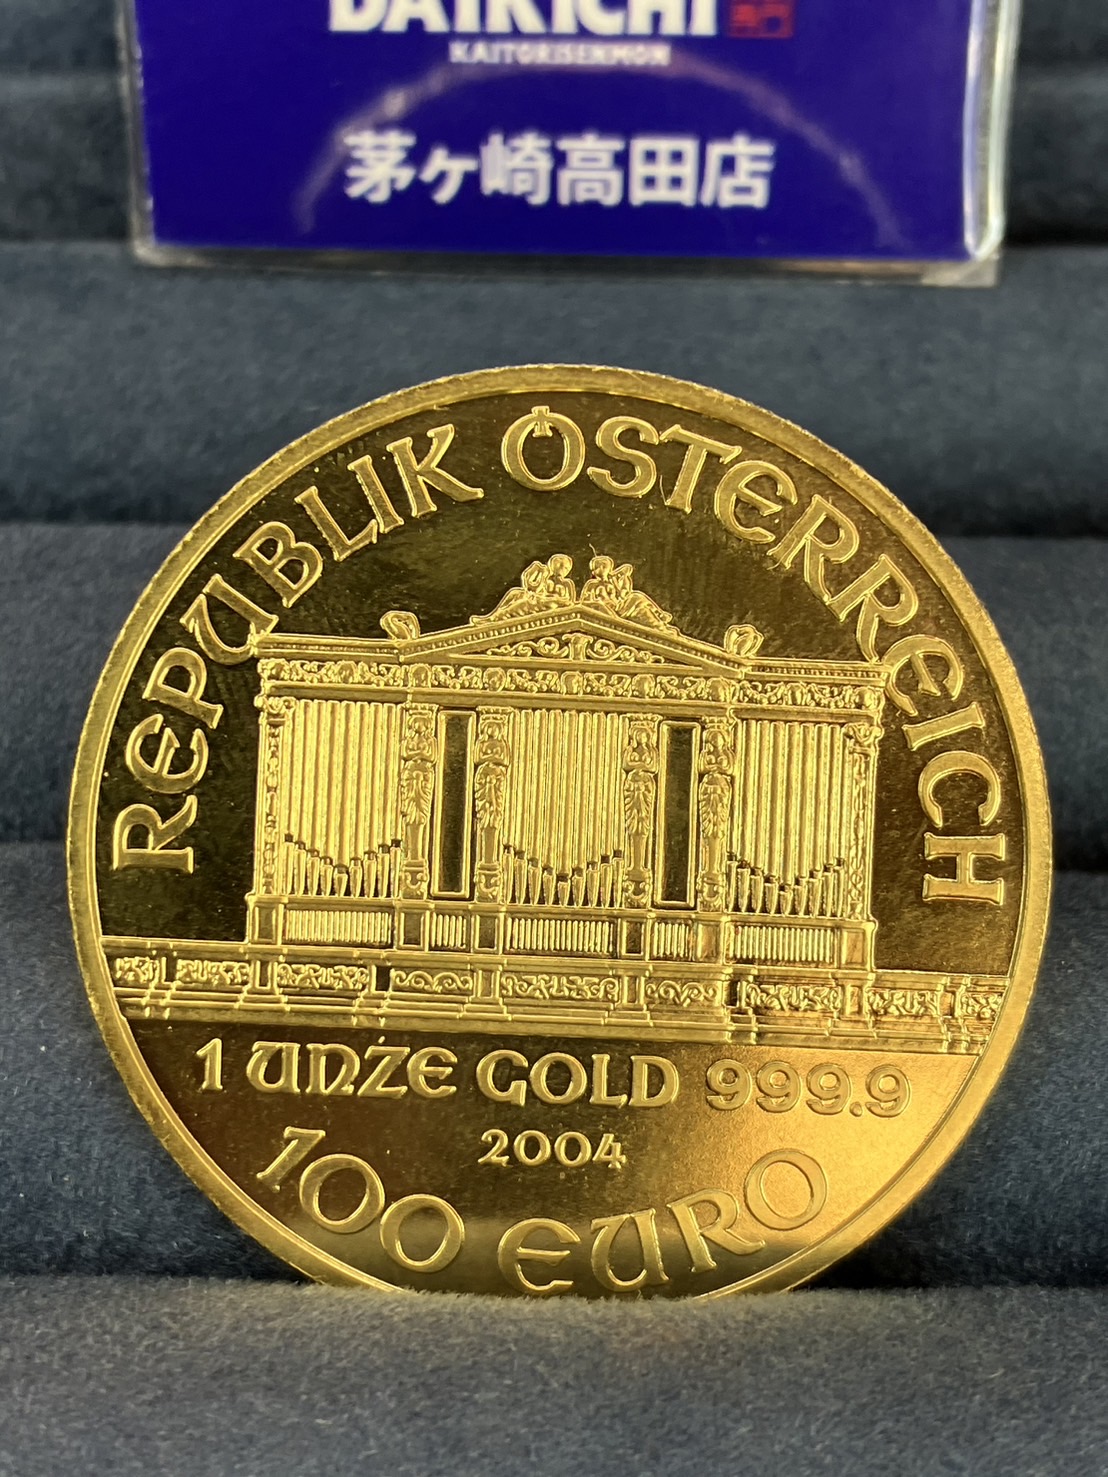 DAIKICHI
KAITORISENMON
茅ヶ崎高田店
REPUBLIK ÖSTERREICH
1 UNZE GOLD 999.9
2004
100 EURO